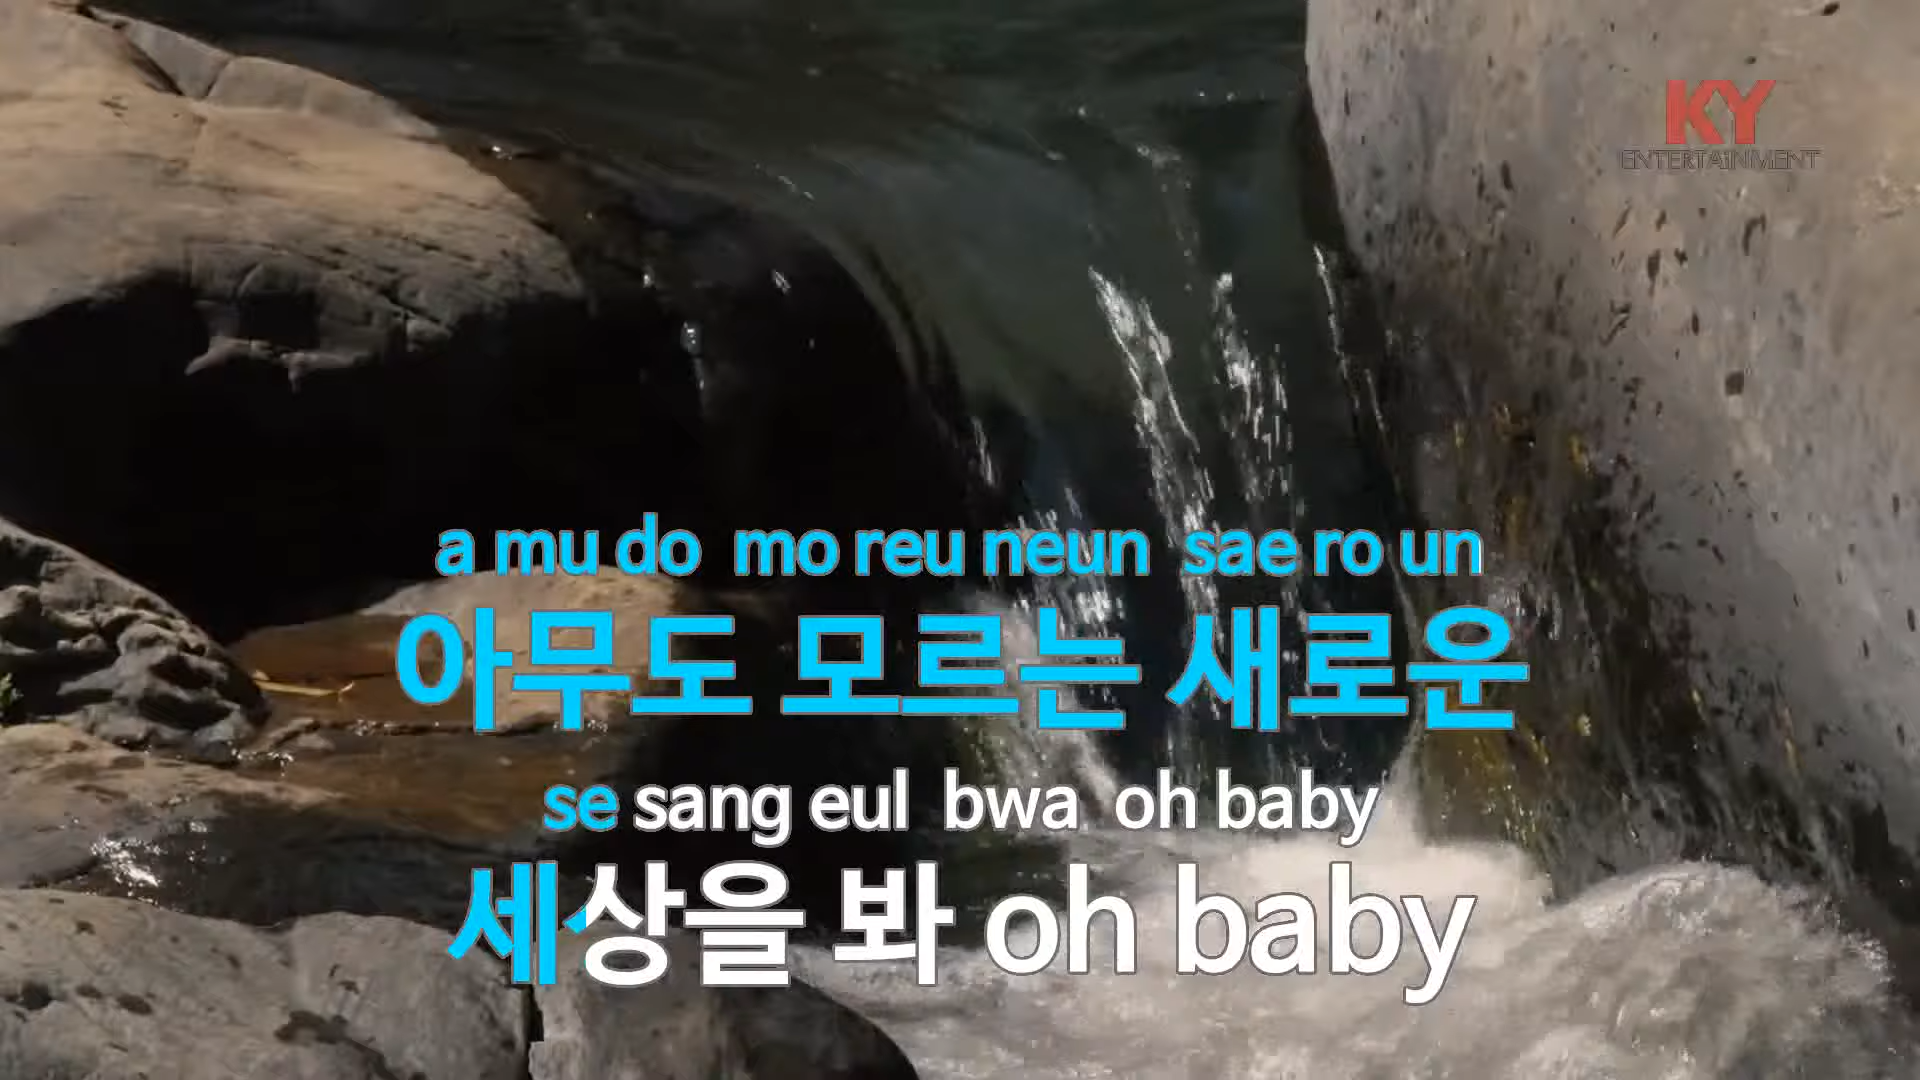 KY
ENTERTAINMENT
a mu do mo reu neun sae ro un
아무도 모르는 새로운
se sang eul bwa oh baby
세상을 봐 oh baby